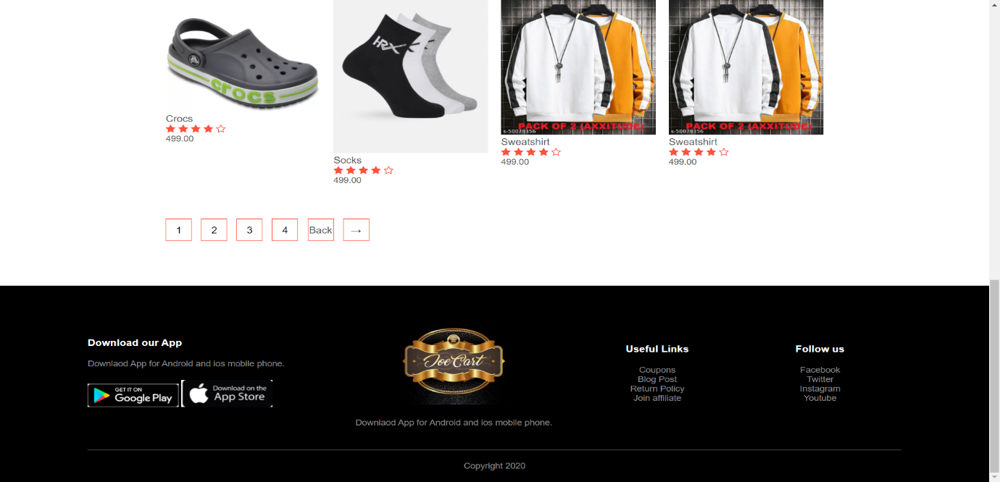 crocs
HRX
PACK OF 2 (AXXITUDE)
s-50078356
PACK OF 2 (AXXITUDE)
s-50078356
Crocs
499.00
Socks
499.00
Sweatshirt
499.00
Sweatshirt
499.00
1 2 3 4 Back →
Download our App
Downlaod App for Android and ios mobile phone.
GET IT ON
Google Play
Download on the
App Store
JoeCart
Downlaod App for Android and ios mobile phone.
Useful Links
Coupons
Blog Post
Return Policy
Join affiliate
Follow us
Facebook
Twitter
Instagram
Youtube
Copyright 2020